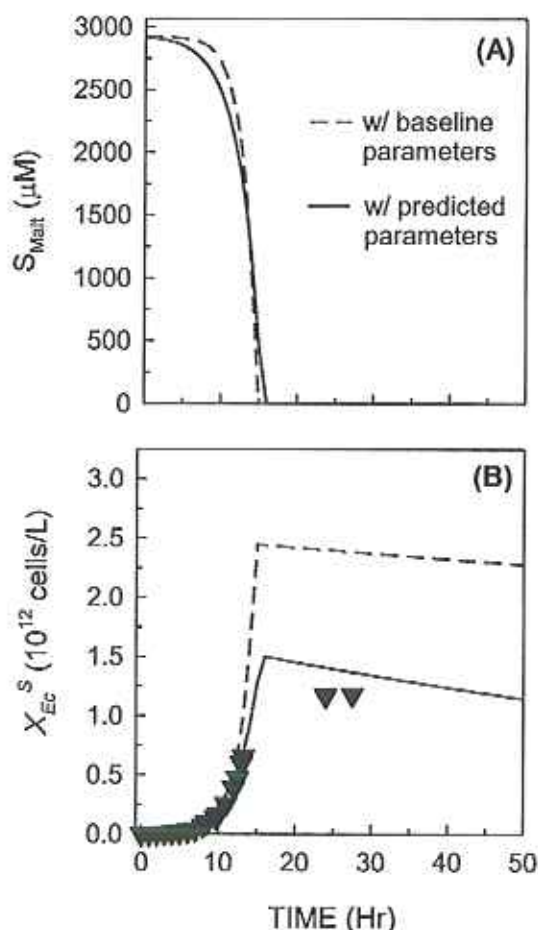 3000
(A)
2500
w/ baseline
parameters
2000
w/ predicted
parameters
1500
1000
500
0
S_Malt (μM)
3.0
(B)
2.5
2.0
1.5
1.0
0.5
0.0
X_Ec^S (10^12 cells/L)
0 10 20 30 40 50
TIME (Hr)